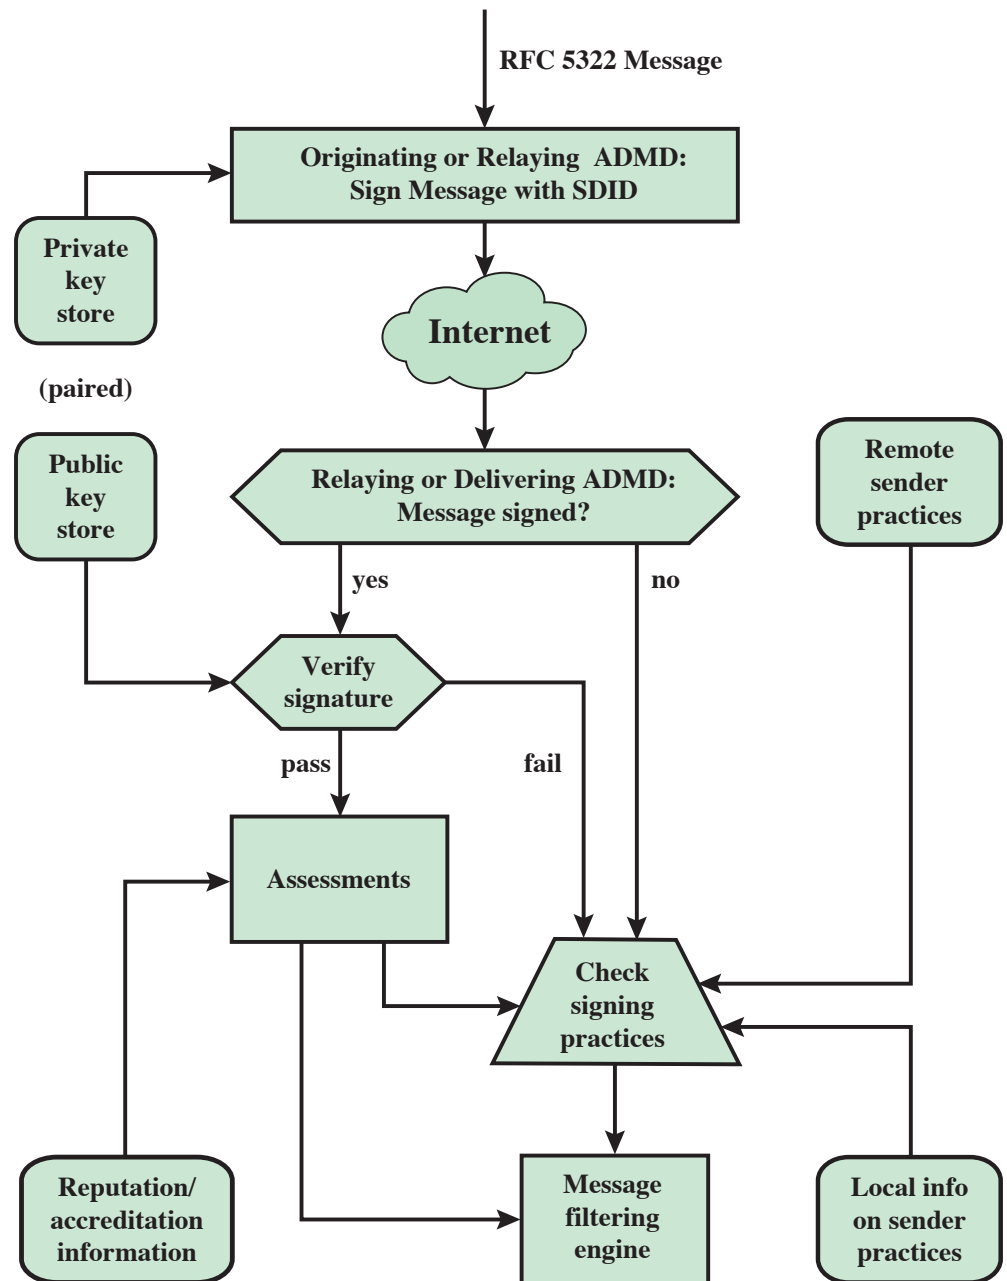 RFC 5322 Message
Originating or Relaying ADMD:
Sign Message with SDID
Private
key
store
Internet
(paired)
Public
key
store
Relaying or Delivering ADMD:
Message signed?
Remote
sender
practices
yes
no
Verify
signature
pass
fail
Assessments
Check
signing
practices
Reputation/
accreditation
information
Message
filtering
engine
Local info
on sender
practices